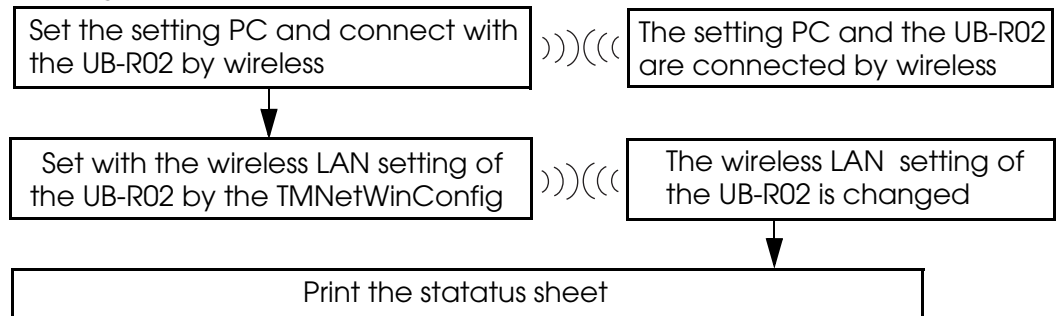 Set the setting PC and connect with
the UB-R02 by wireless
)))(((
The setting PC and the UB-R02
are connected by wireless
Set with the wireless LAN setting of
the UB-R02 by the TMNetWinConfig
)))(((
The wireless LAN setting of
the UB-R02 is changed
Print the statatus sheet